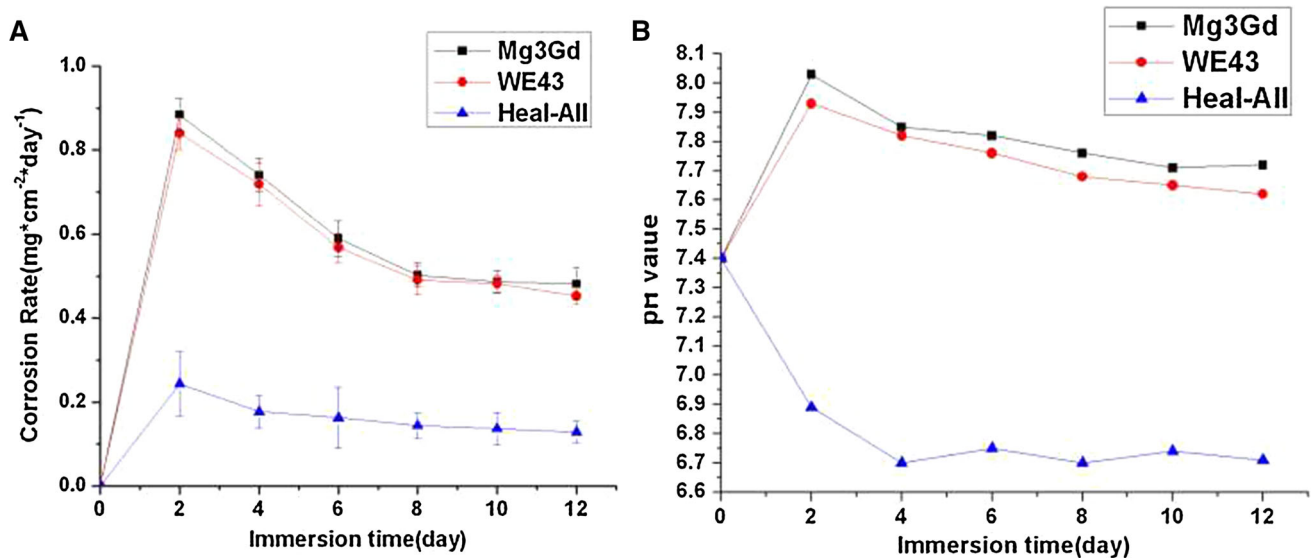 A
Mg3Gd
WE43
Heal-All
1.0
0.8
0.6
0.4
0.2
0.0
Corrosion Rate(mg*cm-2*day-1)
0 2 4 6 8 10 12
Immersion time(day)
B
Mg3Gd
WE43
Heal-All
8.1
8.0
7.9
7.8
7.7
7.6
7.5
7.4
7.3
7.2
7.1
7.0
6.9
6.8
6.7
6.6
pH value
0 2 4 6 8 10 12
Immersion time(day)